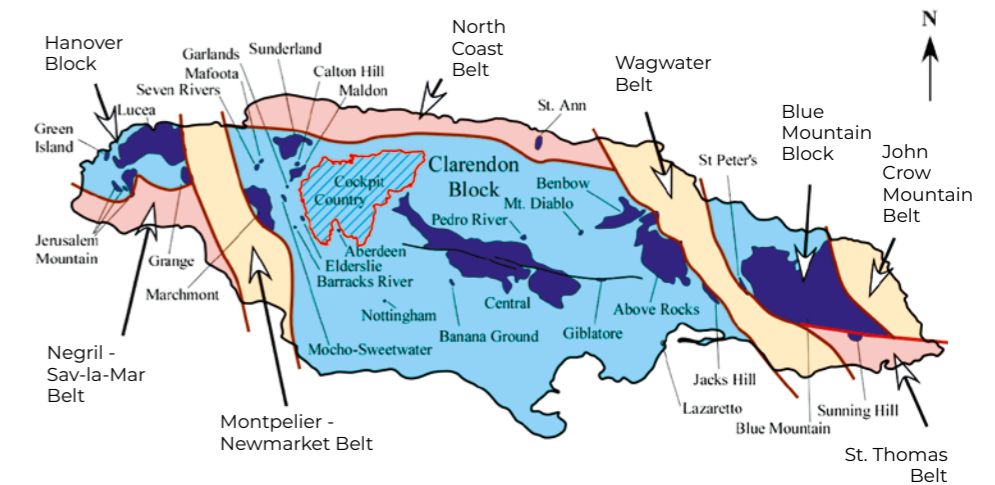 N
North
Coast
Belt
Hanover
Block
Garlands
Sunderland
Mafoota
Calton Hill
Seven Rivers
Maldon
Wagwater
Belt
Lucea
St. Ann
Blue
Mountain
Block
Green
Island
John
Crow
Mountain
Belt
St Peter's
Clarendon
Block
Cockpit
Country
Benbow
Mt. Diablo
Pedro River
Jerusalem
Mountain
Grange
Aberdeen
Elderslie
Barracks River
Marchmont
Nottingham
Central
Above Rocks
Banana Ground
Giblatore
Mocho-Sweetwater
Negril -
Sav-la-Mar
Belt
Jacks Hill
Lazaretto
Sunning Hill
Blue Mountain
Montpelier -
Newmarket Belt
St. Thomas
Belt